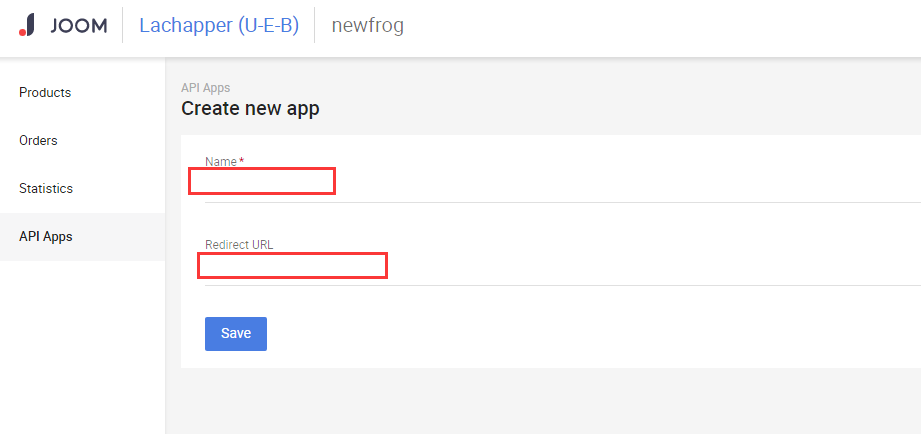 JOOM Lachapper (U-E-B) newfrog
Products
Orders
Statistics
API Apps
API Apps
Create new app
Name *
Redirect URL
Save